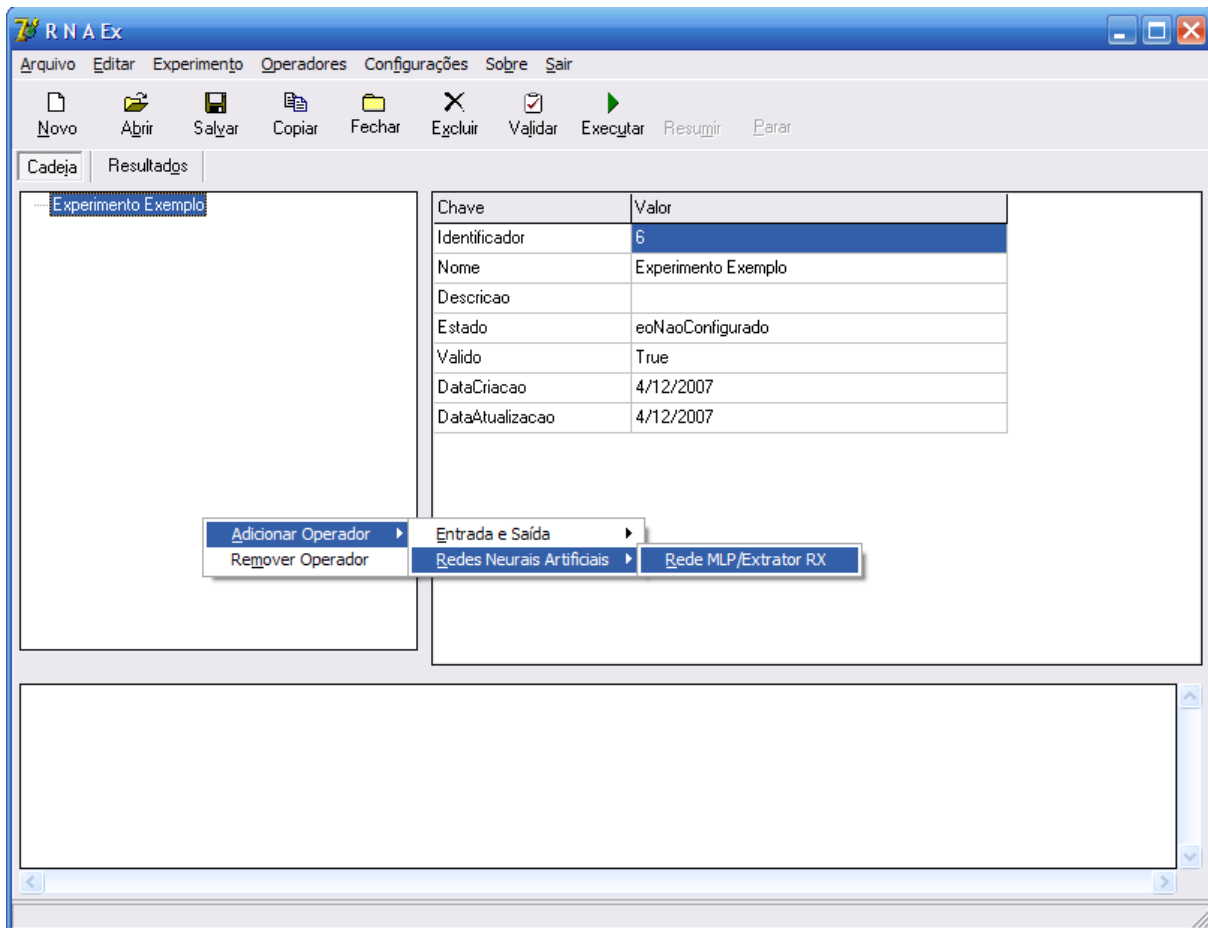 R N A Ex
Arquivo Editar Experimento Operadores Configurações Sobre Sair
Novo Abrir Salvar Copiar Fechar Excluir Validar Executar Resumir Parar
Cadeja Resultados
Experimento Exemplo
Chave Valor
Identificador 6
Nome Experimento Exemplo
Descricao
Estado eoNaoConfigurado
Valido True
DataCriacao 4/12/2007
DataAtualizacao 4/12/2007
Adicionar Operador Entrada e Saída
Remover Operador Redes Neurais Artificiais Rede MLP/Extrator RX